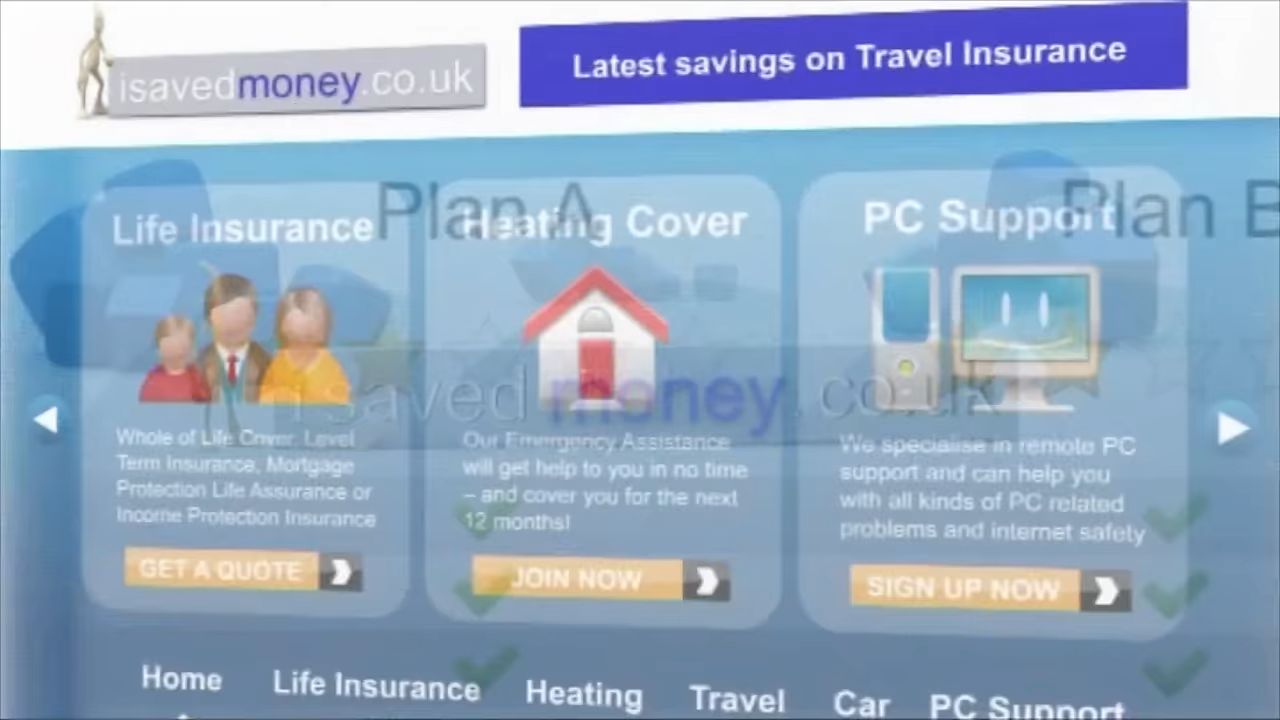 isavedmoney.co.uk
Latest savings on Travel Insurance
Plan A
Plan B
Life Insurance
Heating Cover
PC Support
isavedmoney.co.uk
Whole of Life Cover, Level
Term Insurance, Mortgage
Protection Life Assurance or
Income Protection Insurance
Our Emergency Assistance
will get help to you in no time
– and cover you for the next
12 months!
We specialise in remote PC
support and can help you
with all kinds of PC related
problems and internet safety
GET A QUOTE
JOIN NOW
SIGN UP NOW
Home Life Insurance Heating Travel Car PC Support